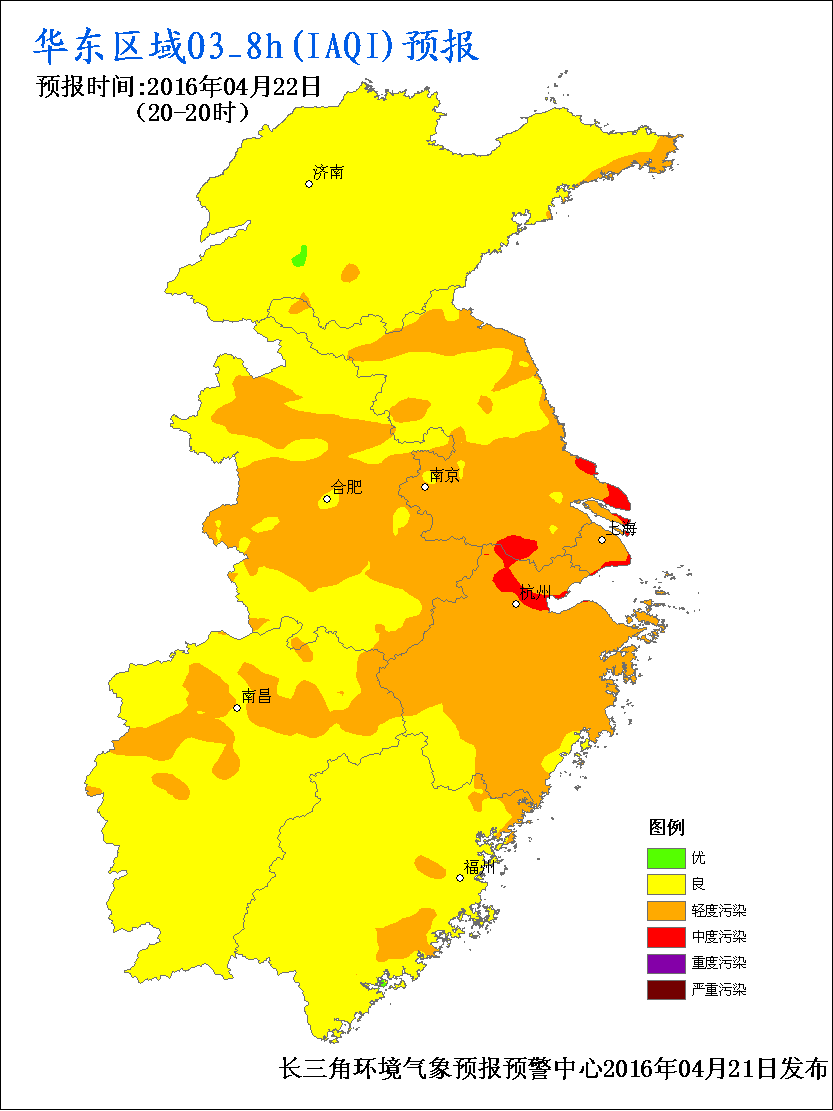 华东区域O3_8h(IAQI)预报
预报时间:2016年04月22日
(20-20时)
济南
南京
合肥
上海
杭州
南昌
福州
图例
优
良
轻度污染
中度污染
重度污染
严重污染
长三角环境气象预报预警中心2016年04月21日发布